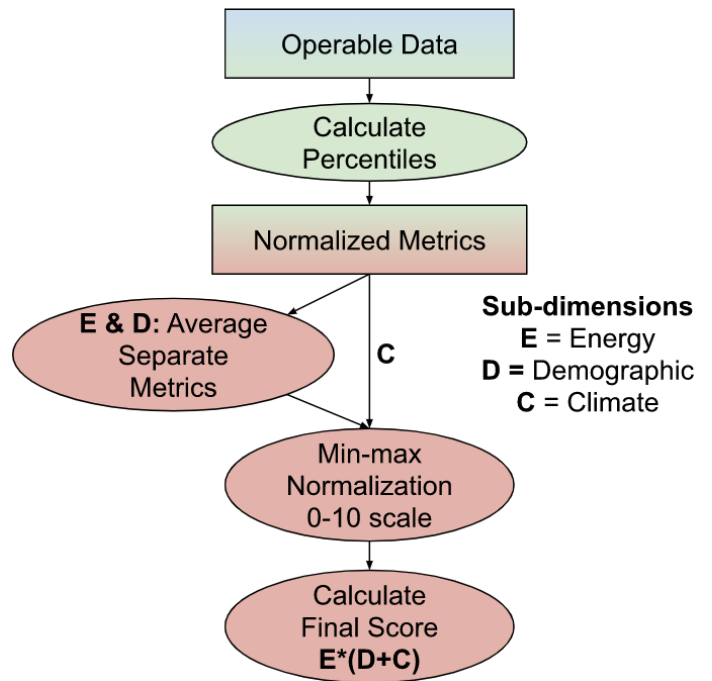 Operable Data
Calculate
Percentiles
Normalized Metrics
E & D: Average
Separate
Metrics
C
Sub-dimensions
E = Energy
D = Demographic
C = Climate
Min-max
Normalization
0-10 scale
Calculate
Final Score
E*(D+C)